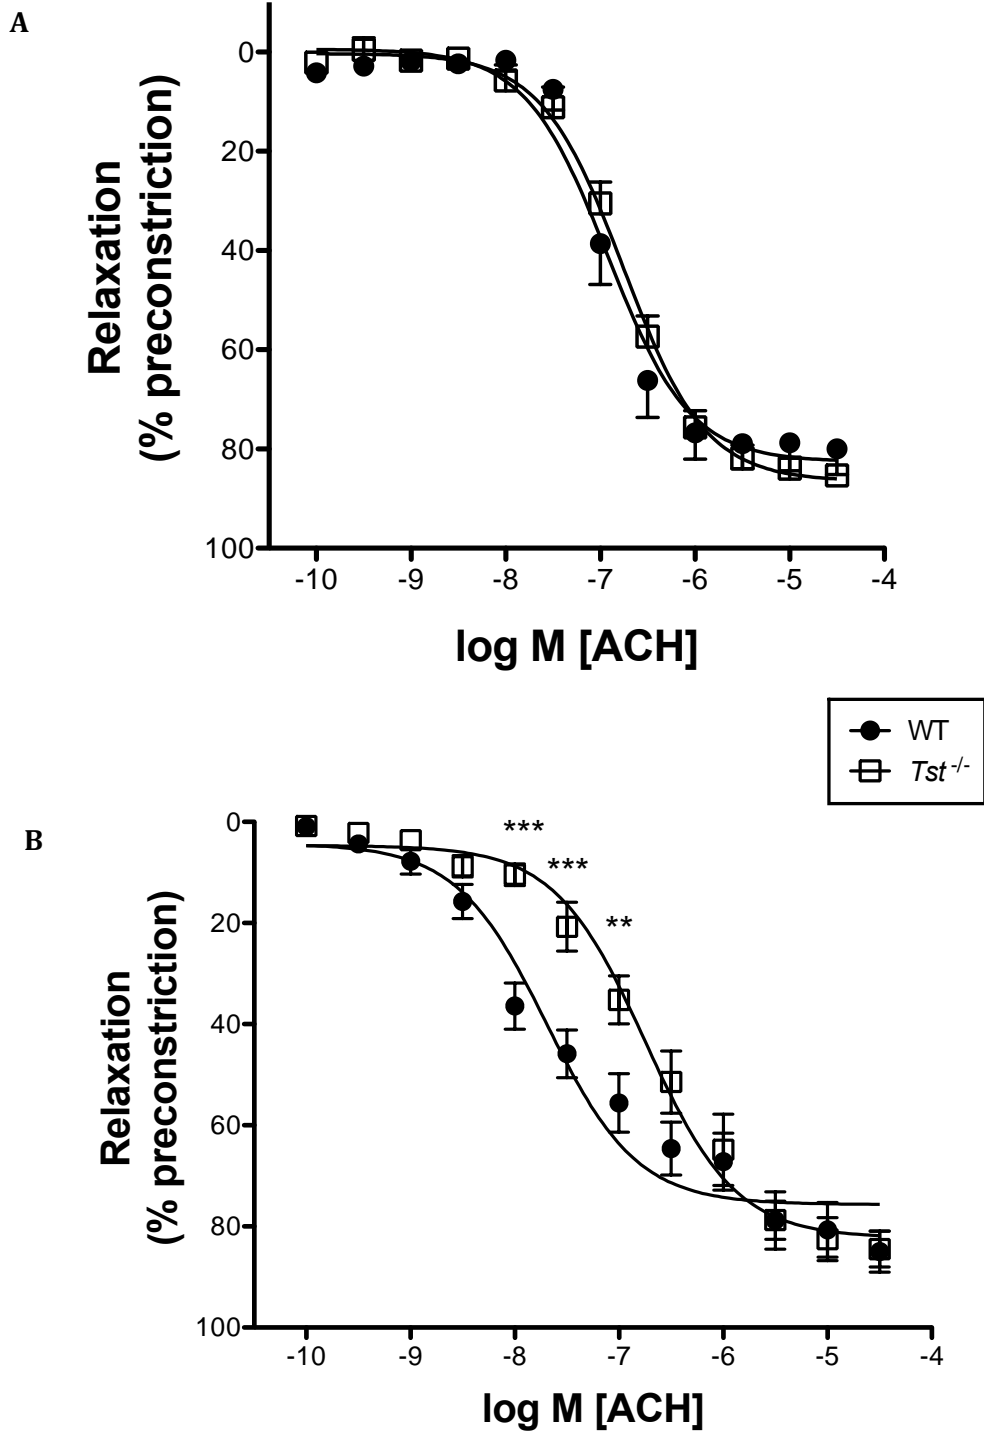 A
Relaxation
(% preconstriction)
0
20
40
60
80
100
-10 -9 -8 -7 -6 -5 -4
log M [ACH]
WT
Tst -/-
B
Relaxation
(% preconstriction)
0
20
40
60
80
100
***
***
**
-10 -9 -8 -7 -6 -5 -4
log M [ACH]